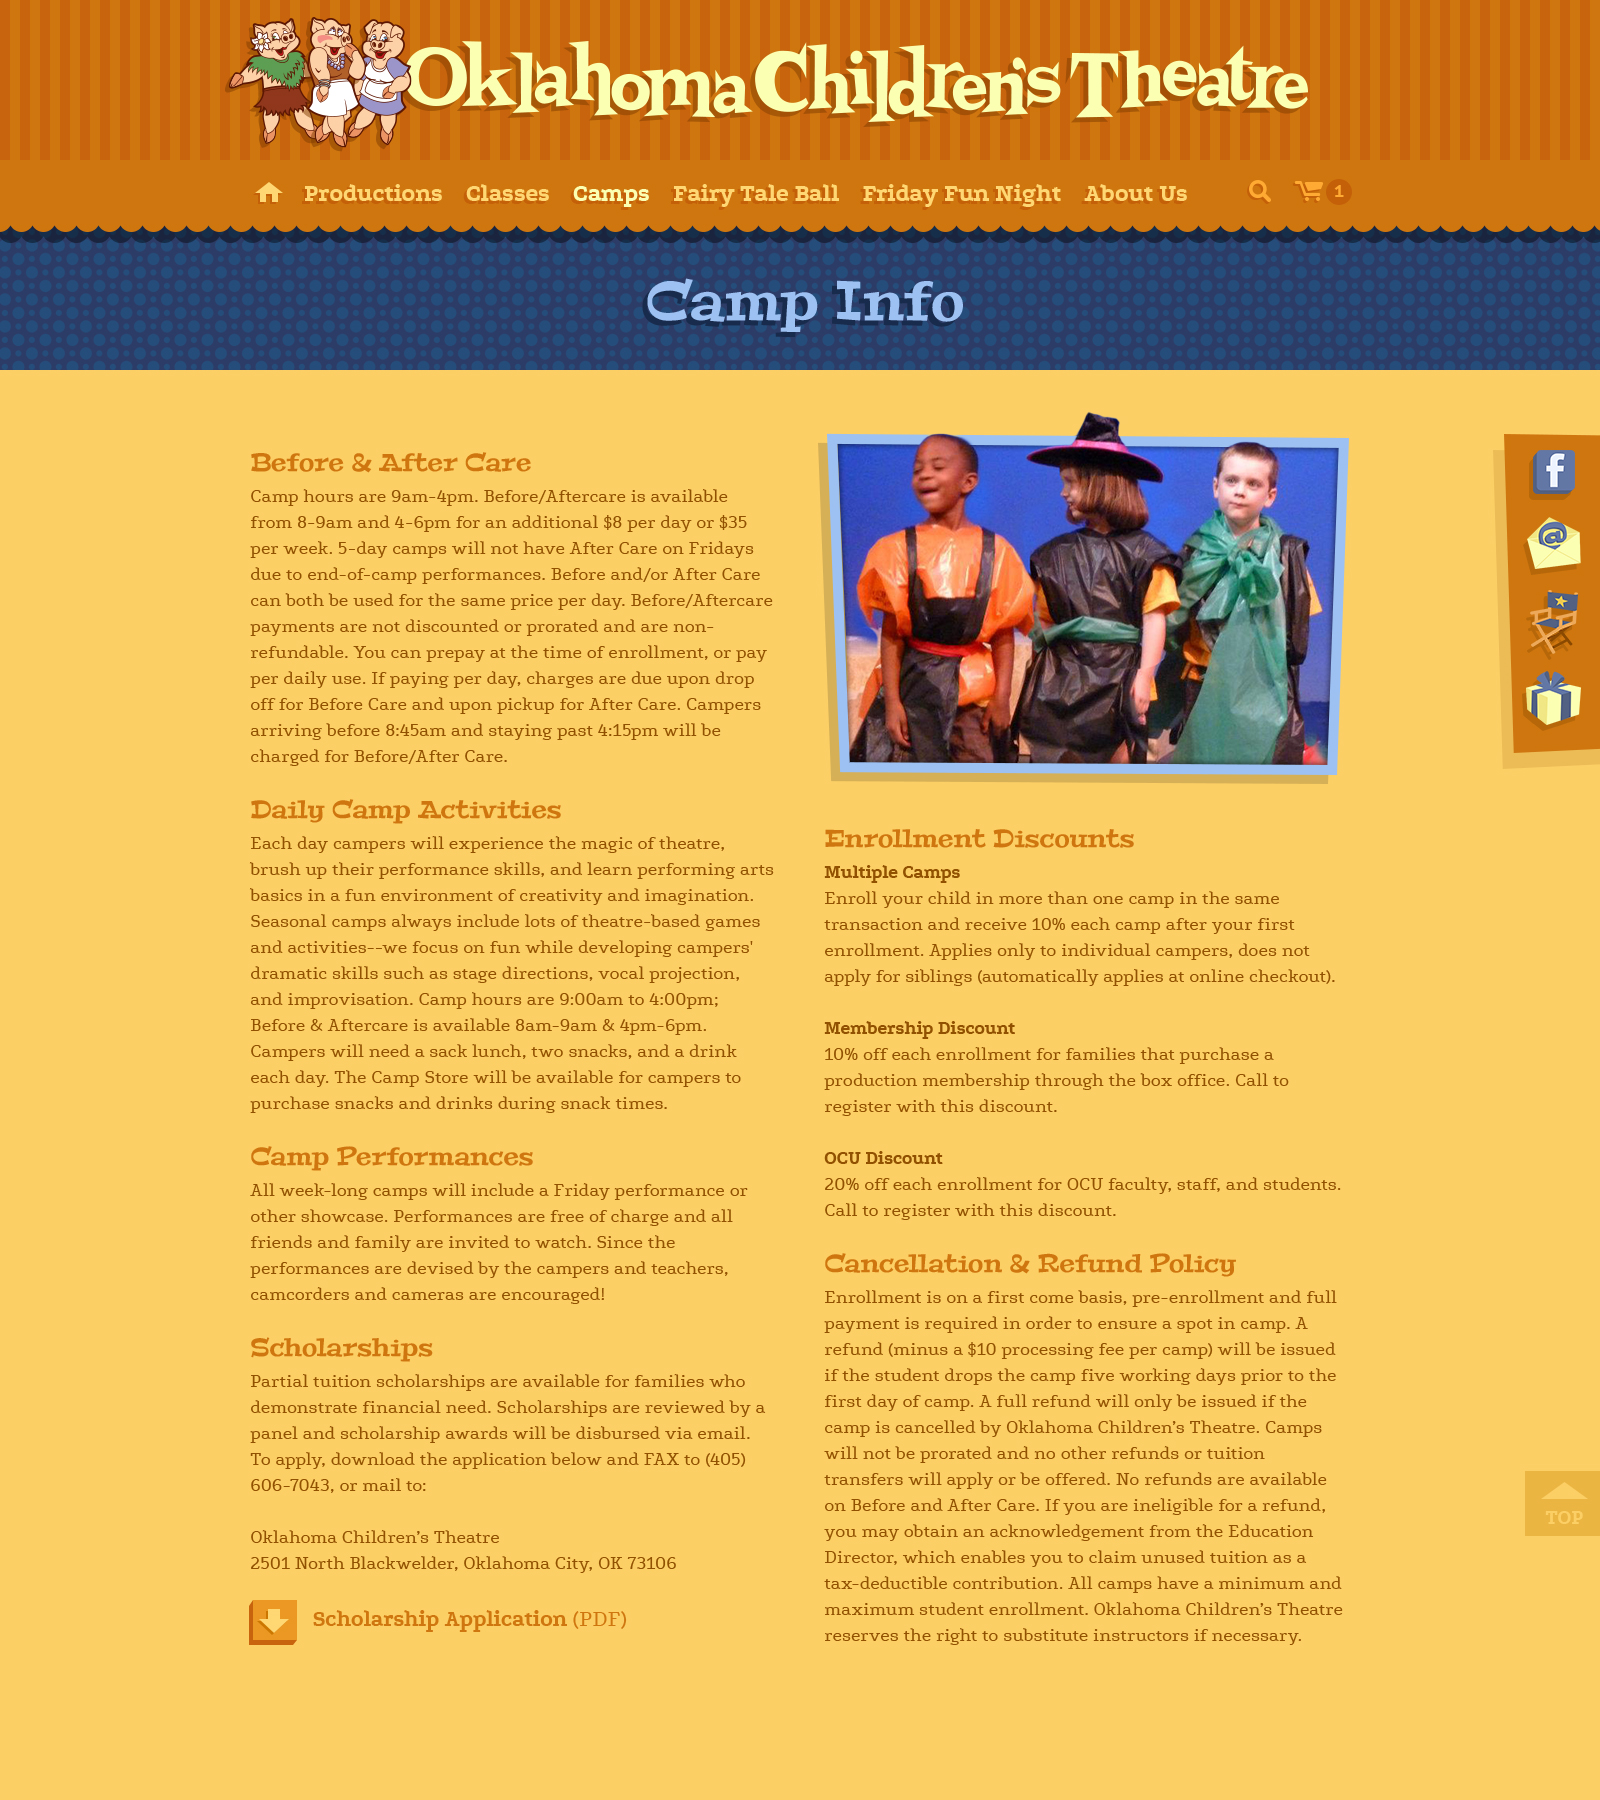 Oklahoma Children's Theatre
Productions Classes Camps Fairy Tale Ball Friday Fun Night About Us 1
Camp Info
Before & After Care
Camp hours are 9am-4pm. Before/Aftercare is available
from 8-9am and 4-6pm for an additional $8 per day or $35
per week. 5-day camps will not have After Care on Fridays
due to end-of-camp performances. Before and/or After Care
can both be used for the same price per day. Before/Aftercare
payments are not discounted or prorated and are non-
refundable. You can prepay at the time of enrollment, or pay
per daily use. If paying per day, charges are due upon drop
off for Before Care and upon pickup for After Care. Campers
arriving before 8:45am and staying past 4:15pm will be
charged for Before/After Care.
Daily Camp Activities
Each day campers will experience the magic of theatre,
brush up their performance skills, and learn performing arts
basics in a fun environment of creativity and imagination.
Seasonal camps always include lots of theatre-based games
and activities--we focus on fun while developing campers'
dramatic skills such as stage directions, vocal projection,
and improvisation. Camp hours are 9:00am to 4:00pm;
Before & Aftercare is available 8am-9am & 4pm-6pm.
Campers will need a sack lunch, two snacks, and a drink
each day. The Camp Store will be available for campers to
purchase snacks and drinks during snack times.
Camp Performances
All week-long camps will include a Friday performance or
other showcase. Performances are free of charge and all
friends and family are invited to watch. Since the
performances are devised by the campers and teachers,
camcorders and cameras are encouraged!
Scholarships
Partial tuition scholarships are available for families who
demonstrate financial need. Scholarships are reviewed by a
panel and scholarship awards will be disbursed via email.
To apply, download the application below and FAX to (405)
606-7043, or mail to:
Oklahoma Children's Theatre
2501 North Blackwelder, Oklahoma City, OK 73106
Scholarship Application (PDF)
Enrollment Discounts
Multiple Camps
Enroll your child in more than one camp in the same
transaction and receive 10% each camp after your first
enrollment. Applies only to individual campers, does not
apply for siblings (automatically applies at online checkout).
Membership Discount
10% off each enrollment for families that purchase a
production membership through the box office. Call to
register with this discount.
OCU Discount
20% off each enrollment for OCU faculty, staff, and students.
Call to register with this discount.
Cancellation & Refund Policy
Enrollment is on a first come basis, pre-enrollment and full
payment is required in order to ensure a spot in camp. A
refund (minus a $10 processing fee per camp) will be issued
if the student drops the camp five working days prior to the
first day of camp. A full refund will only be issued if the
camp is cancelled by Oklahoma Children's Theatre. Camps
will not be prorated and no other refunds or tuition
transfers will apply or be offered. No refunds are available
on Before and After Care. If you are ineligible for a refund,
you may obtain an acknowledgement from the Education
Director, which enables you to claim unused tuition as a
tax-deductible contribution. All camps have a minimum and
maximum student enrollment. Oklahoma Children's Theatre
reserves the right to substitute instructors if necessary.
f
@
TOP